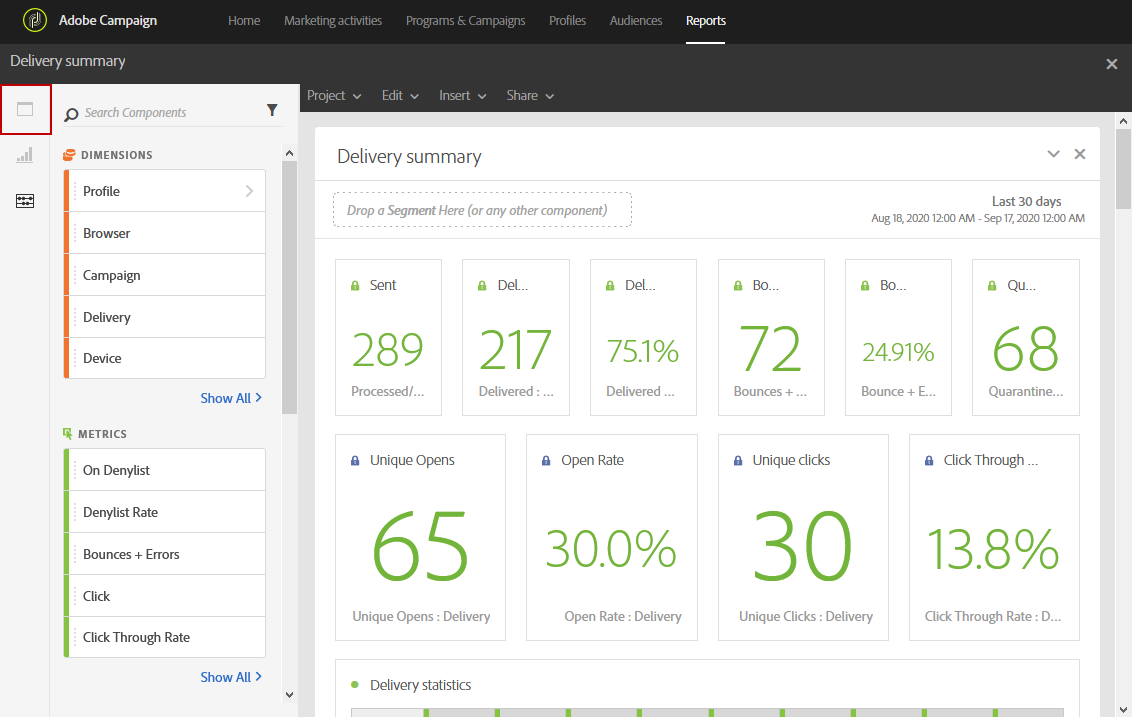 Adobe Campaign
Home Marketing activities Programs & Campaigns Profiles Audiences Reports
Delivery summary
Search Components
Project Edit Insert Share
DIMENSIONS
Profile
Browser
Campaign
Delivery
Device
Show All
METRICS
On Denylist
Denylist Rate
Bounces + Errors
Click
Click Through Rate
Show All
Delivery summary
Drop a Segment Here (or any other component)
Last 30 days
Aug 18, 2020 12:00 AM - Sep 17, 2020 12:00 AM
Sent
289
Processed/...
Del...
217
Delivered : ...
Del...
75.1%
Delivered ...
Bo...
72
Bounces + ...
Bo...
24.91%
Bounce + E...
Qu...
68
Quarantine...
Unique Opens
65
Unique Opens : Delivery
Open Rate
30.0%
Open Rate : Delivery
Unique clicks
30
Unique Clicks : Delivery
Click Through ...
13.8%
Click Through Rate : D...
Delivery statistics